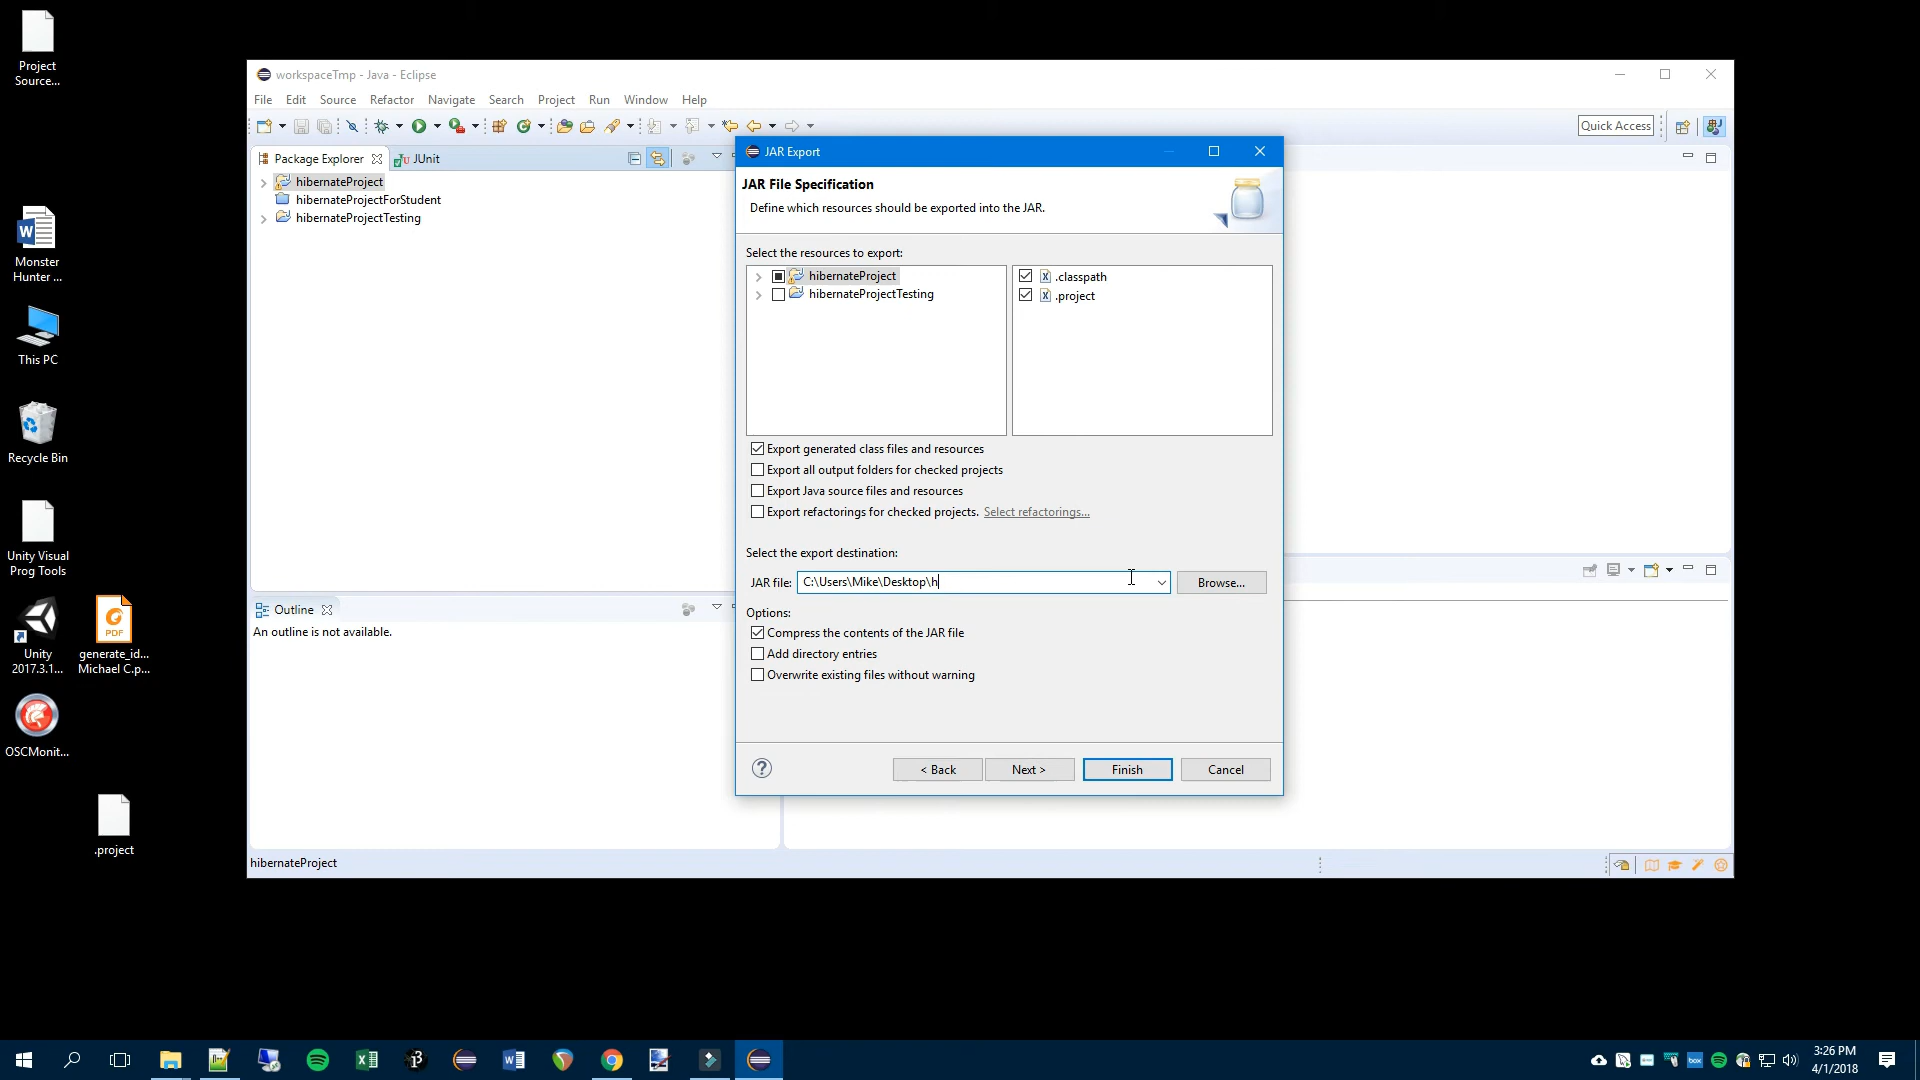 Project
Source...
Monster
Hunter ...
This PC
Recycle Bin
Unity Visual
Prog Tools
Unity
2017.3.1...
PDF
generate_id...
Michael C.p...
OSCMonit...
.project
workspaceTmp - Java - Eclipse
File Edit Source Refactor Navigate Search Project Run Window Help
Quick Access
Package Explorer JUnit
hibernateProject
hibernateProjectForStudent
hibernateProjectTesting
Outline
An outline is not available.
hibernateProject
JAR Export
JAR File Specification
Define which resources should be exported into the JAR.
Select the resources to export:
hibernateProject
hibernateProjectTesting
.classpath
.project
Export generated class files and resources
Export all output folders for checked projects
Export Java source files and resources
Export refactorings for checked projects. Select refactorings...
Select the export destination:
JAR file: C:\Users\Mike\Desktop\h Browse...
Options:
Compress the contents of the JAR file
Add directory entries
Overwrite existing files without warning
< Back Next > Finish Cancel
3:26 PM
4/1/2018